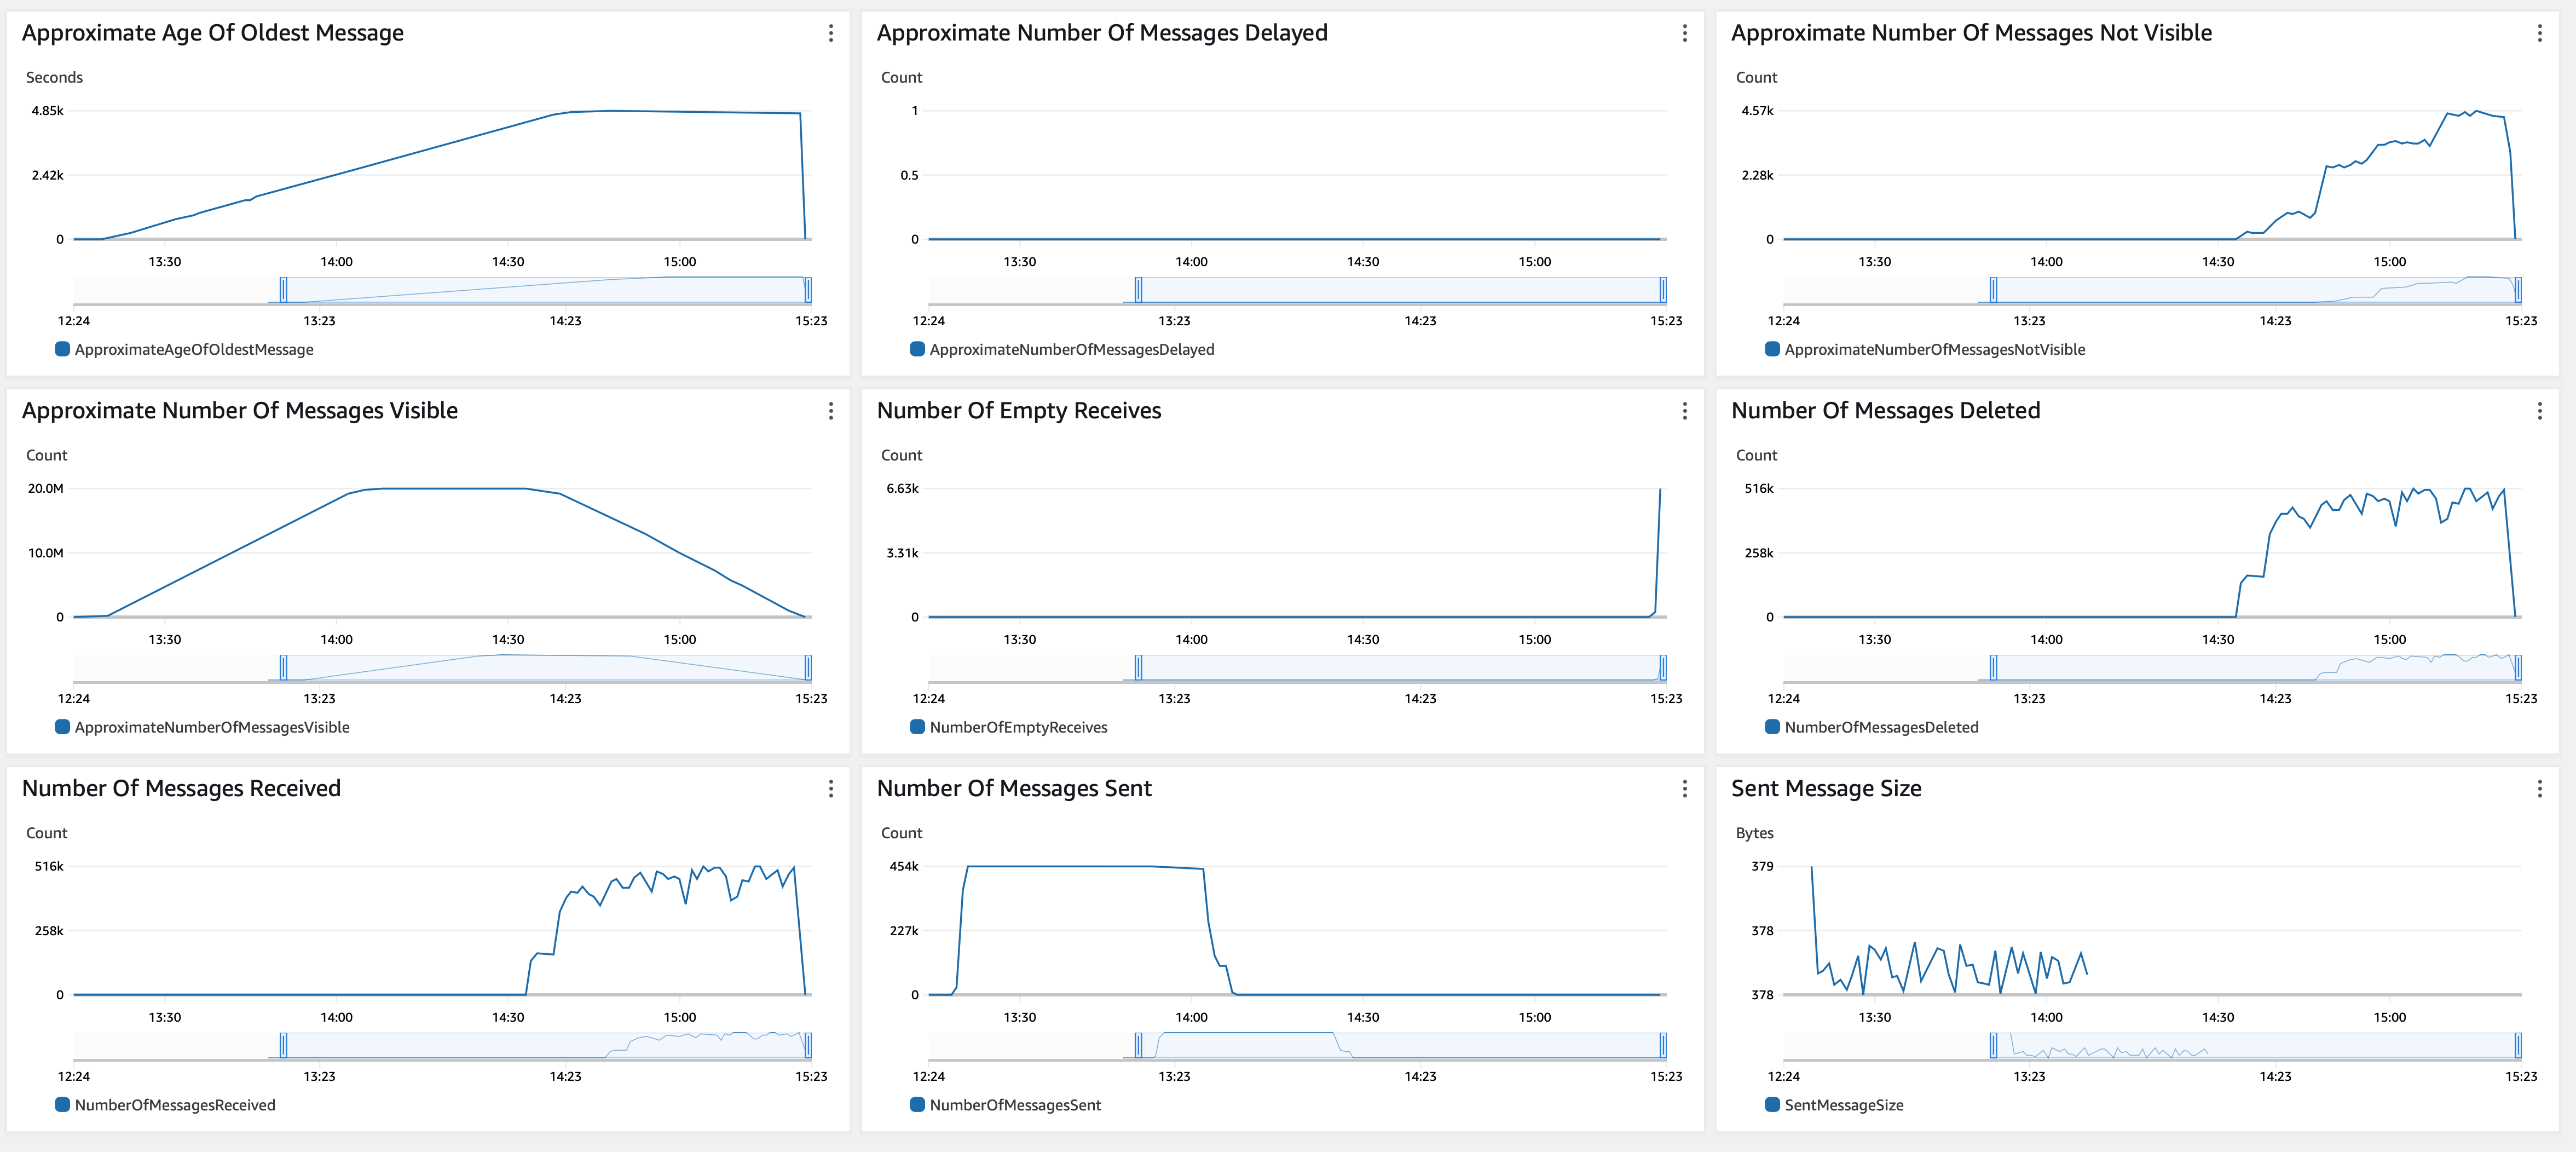 Approximate Age Of Oldest Message
Seconds
4.85k
2.42k
0
13:30 14:00 14:30 15:00
12:24 13:23 14:23 15:23
ApproximateAgeOfOldestMessage
Approximate Number Of Messages Delayed
Count
1
0.5
0
13:30 14:00 14:30 15:00
12:24 13:23 14:23 15:23
ApproximateNumberOfMessagesDelayed
Approximate Number Of Messages Not Visible
Count
4.57k
2.28k
0
13:30 14:00 14:30 15:00
12:24 13:23 14:23 15:23
ApproximateNumberOfMessagesNotVisible
Approximate Number Of Messages Visible
Count
20.0M
10.0M
0
13:30 14:00 14:30 15:00
12:24 13:23 14:23 15:23
ApproximateNumberOfMessagesVisible
Number Of Empty Receives
Count
6.63k
3.31k
0
13:30 14:00 14:30 15:00
12:24 13:23 14:23 15:23
NumberOfEmptyReceives
Number Of Messages Deleted
Count
516k
258k
0
13:30 14:00 14:30 15:00
12:24 13:23 14:23 15:23
NumberOfMessagesDeleted
Number Of Messages Received
Count
516k
258k
0
13:30 14:00 14:30 15:00
12:24 13:23 14:23 15:23
NumberOfMessagesReceived
Number Of Messages Sent
Count
454k
227k
0
13:30 14:00 14:30 15:00
12:24 13:23 14:23 15:23
NumberOfMessagesSent
Sent Message Size
Bytes
379
378
378
13:30 14:00 14:30 15:00
12:24 13:23 14:23 15:23
SentMessageSize